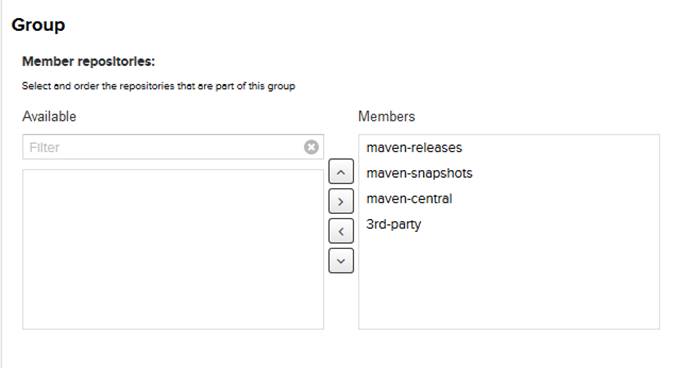 Group
Member repositories:
Select and order the repositories that are part of this group
Available
Members
Filter
maven-releases
maven-snapshots
maven-central
3rd-party